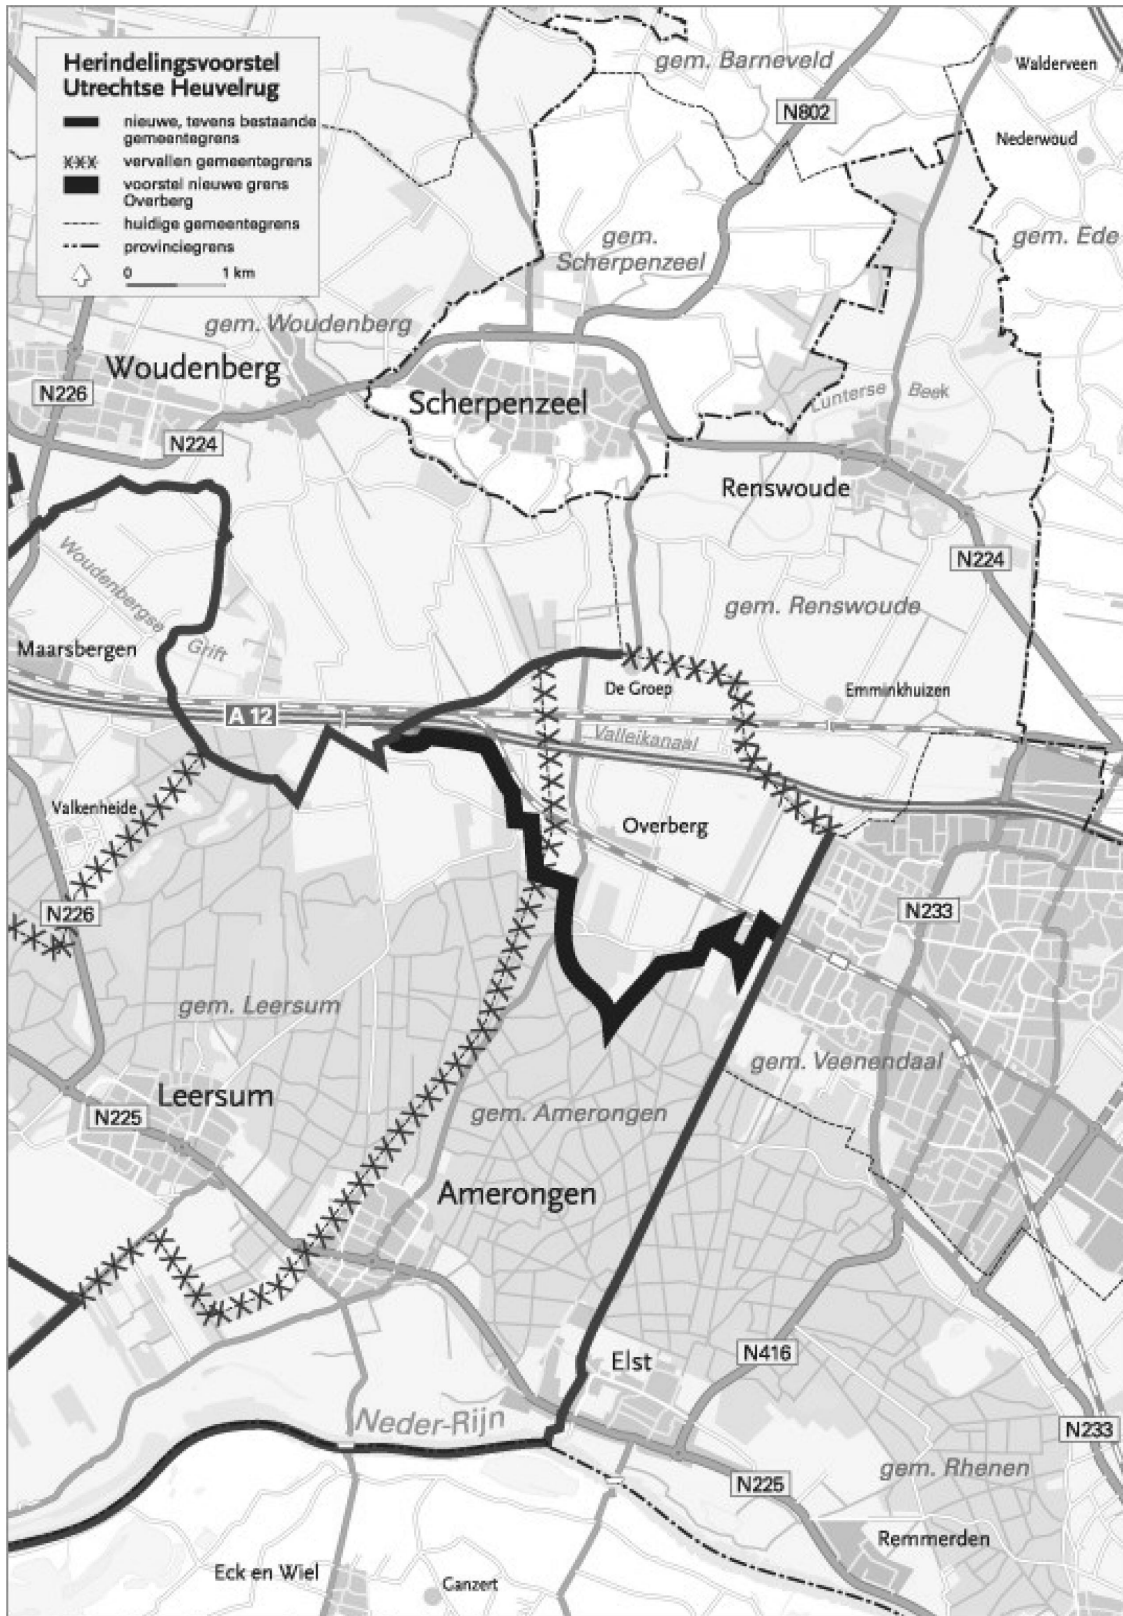 Herindelingsvoorstel
Utrechtse Heuvelrug
nieuwe, tevens bestaande
gemeentegrens
vervallen gemeentegrens
voorstel nieuwe grens
Overberg
huidige gemeentegrens
provinciegrens
0 1 km
gem. Barneveld
Walderveen
N802
Nederwoud
gem.
Scherpenzeel
gem. Ede
gem. Woudenberg
Woudenberg
N226
Scherpenzeel
Lunterse Beek
N224
Renswoude
N224
Woudenbergse
Grift
gem. Renswoude
Maarsbergen
De Groep
Emminkhuizen
A 12
Valleikanaal
Valkenheide
Overberg
N226
N233
gem. Leersum
gem. Veenendaal
Leersum
N225
gem. Amerongen
Amerongen
N416
Elst
Neder-Rijn
N233
gem. Rhenen
N225
Remmerden
Eck en Wiel
Ganzert